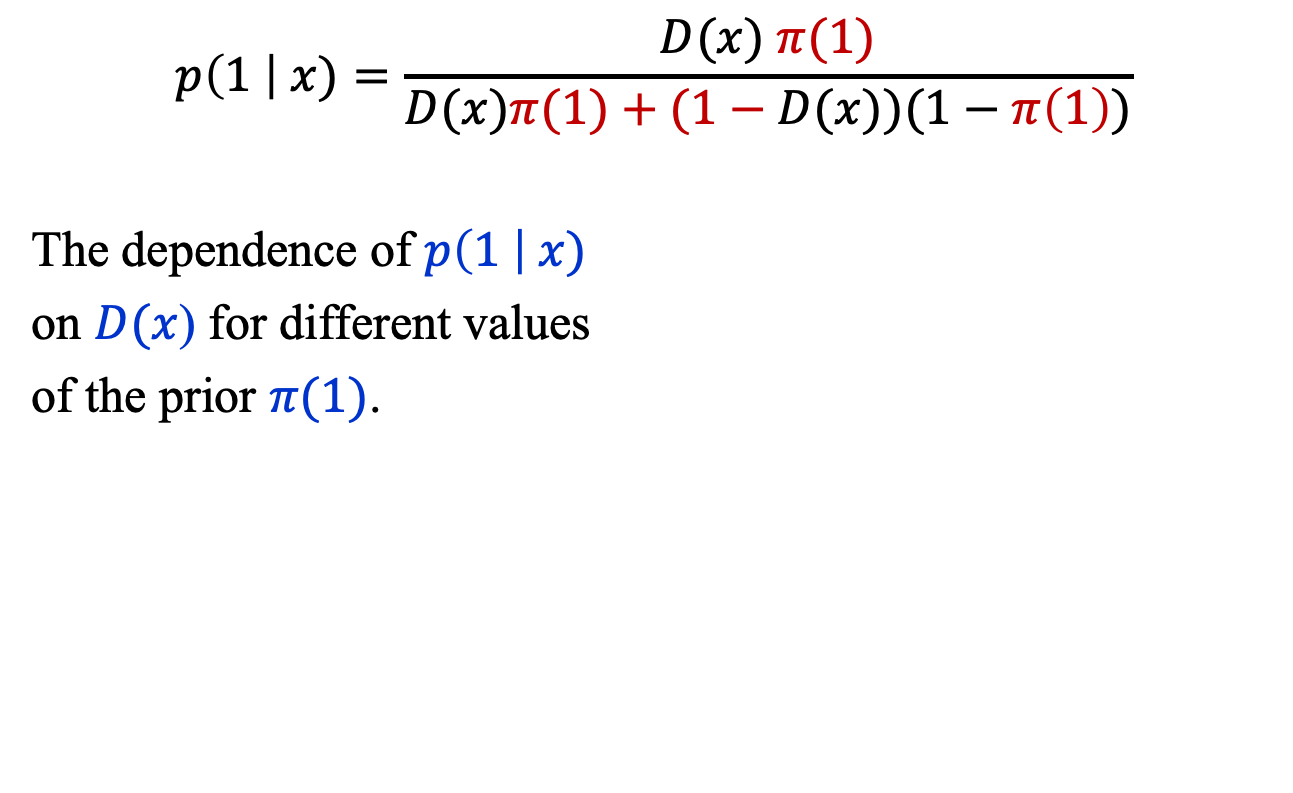 p(1 | x) = D(x) π(1) / D(x)π(1) + (1 − D(x))(1 − π(1))
The dependence of p(1 | x)
on D(x) for different values
of the prior π(1).